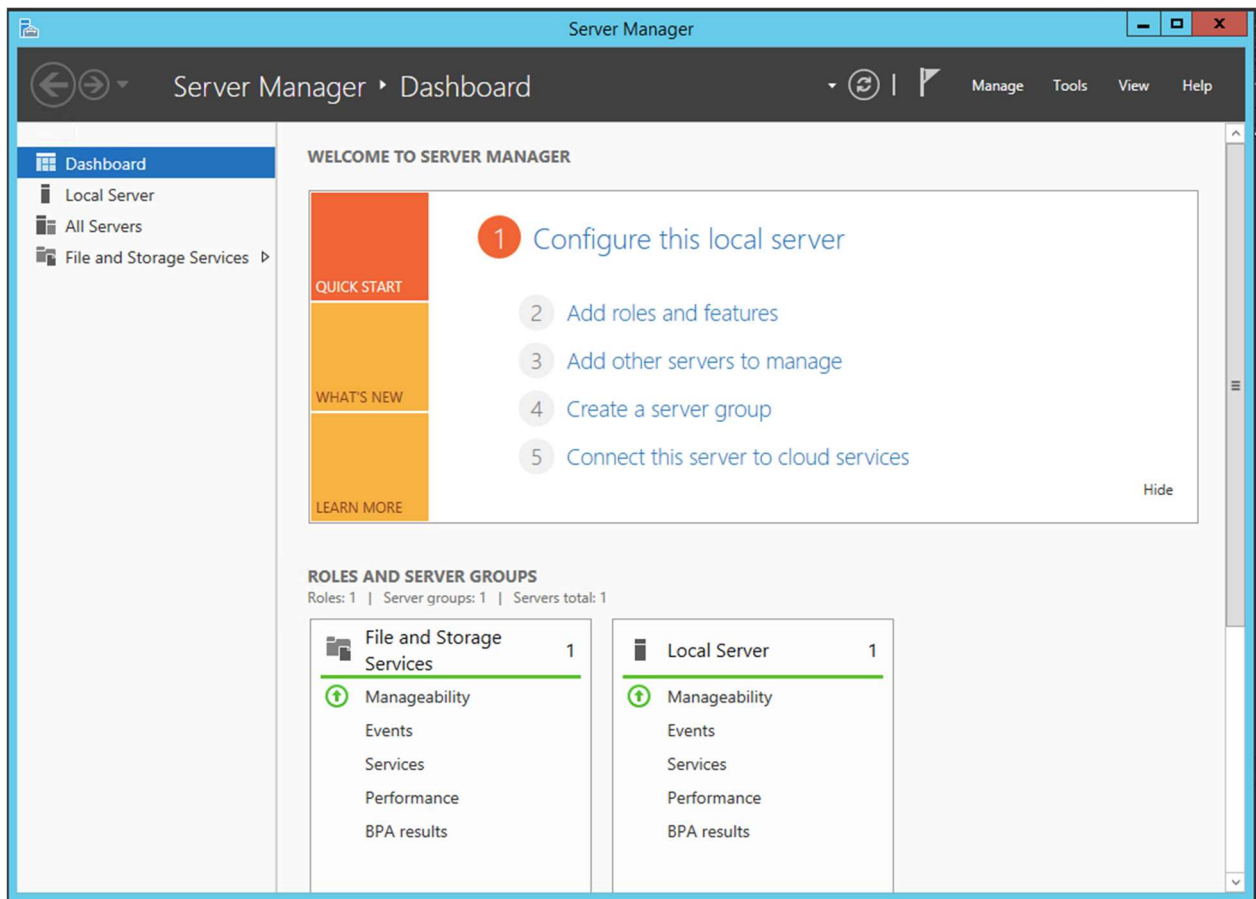 Server Manager
Server Manager ‣ Dashboard
Manage Tools View Help
Dashboard
Local Server
All Servers
File and Storage Services
WELCOME TO SERVER MANAGER
QUICK START
WHAT'S NEW
LEARN MORE
1 Configure this local server
2 Add roles and features
3 Add other servers to manage
4 Create a server group
5 Connect this server to cloud services
Hide
ROLES AND SERVER GROUPS
Roles: 1 | Server groups: 1 | Servers total: 1
File and Storage
Services 1
Manageability
Events
Services
Performance
BPA results
Local Server 1
Manageability
Events
Services
Performance
BPA results